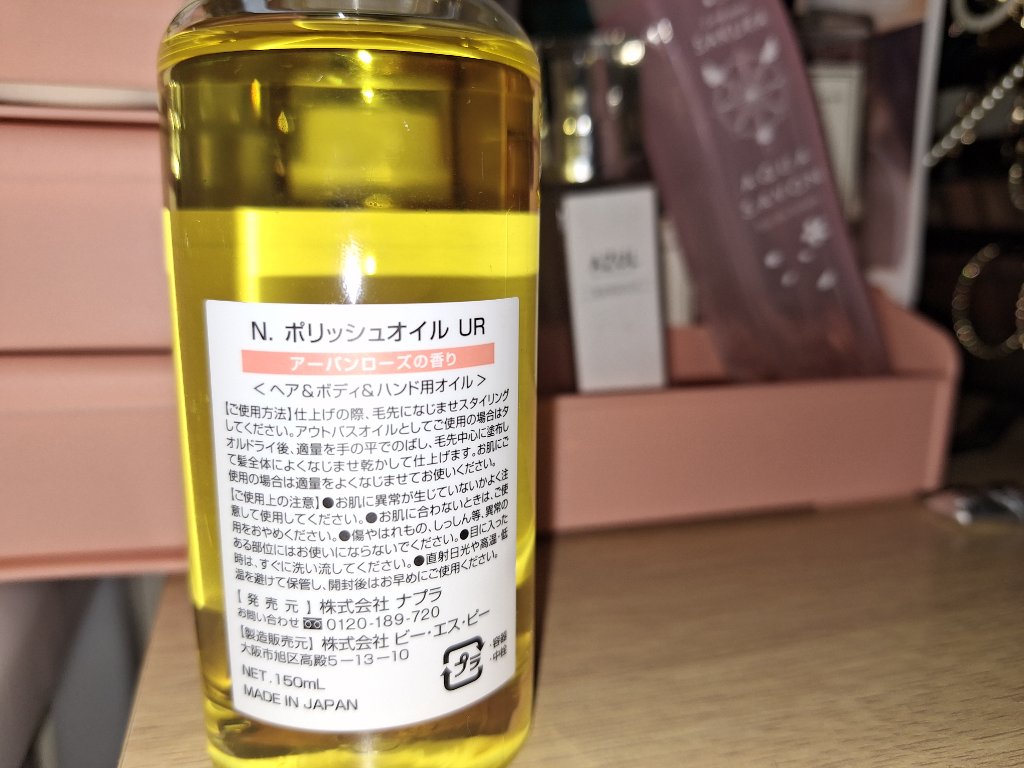 N. ポリッシュオイル UR
アーバンローズの香り
<ヘア&ボディ&ハンド用オイル>
【ご使用方法】仕上げの際、毛先になじませスタイリング
してください。アウトバスオイルとしてご使用の場合はタ
オルドライ後、適量を手の平でのばし、毛先中心に塗布し
て髪全体によくなじませ乾かして仕上げます。お肌にご
使用の場合は適量をよくなじませてお使いください。
【ご使用上の注意】●お肌に異常が生じていないかよく注
意して使用してください。●お肌に合わないときは、ご使
用をおやめください。●傷やはれもの、しっしん等、異常の
ある部位にはお使いにならないでください。●目に入った
時は、すぐに洗い流してください。●直射日光や高温・低
温を避けて保管し、開封後はお早めにご使用ください。
【発売元】株式会社 ナプラ
お問い合わせ 0120-189-720
【製造販売元】株式会社 ビー・エス・ピー
大阪市旭区高殿5-13-10
NET.150mL
MADE IN JAPAN
プラ
・容器
・中栓
SAKURA
AQUA
SAVON
AZUL